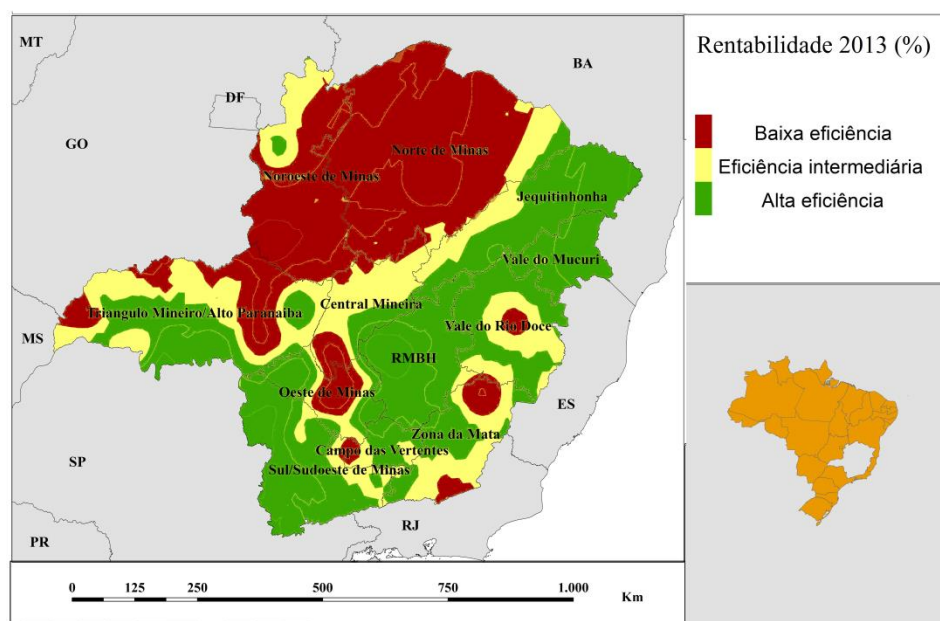 MT
BA
DF
GO
Norte de Minas
Noroeste de Minas
Jequitinhonha
Vale do Mucuri
Central Mineira
Triangulo Mineiro/Alto Paranaíba
Vale do Rio Doce
MS
RMBH
Oeste de Minas
ES
Zona da Mata
Campo das Vertentes
SP
Sul/Sudoeste de Minas
RJ
PR
Rentabilidade 2013 (%)
Baixa eficiência
Eficiência intermediária
Alta eficiência
0 125 250 500 750 1.000
Km